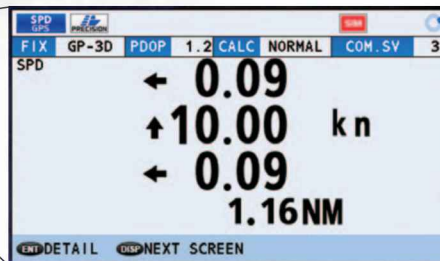 SPD GPS PRECISION SIM
FIX GP-3D PDOP 1.2 CALC NORMAL COM.SV 3
SPD
← 0.09
↑ 10.00 kn
← 0.09
1.16NM
ENT DETAIL DISP NEXT SCREEN